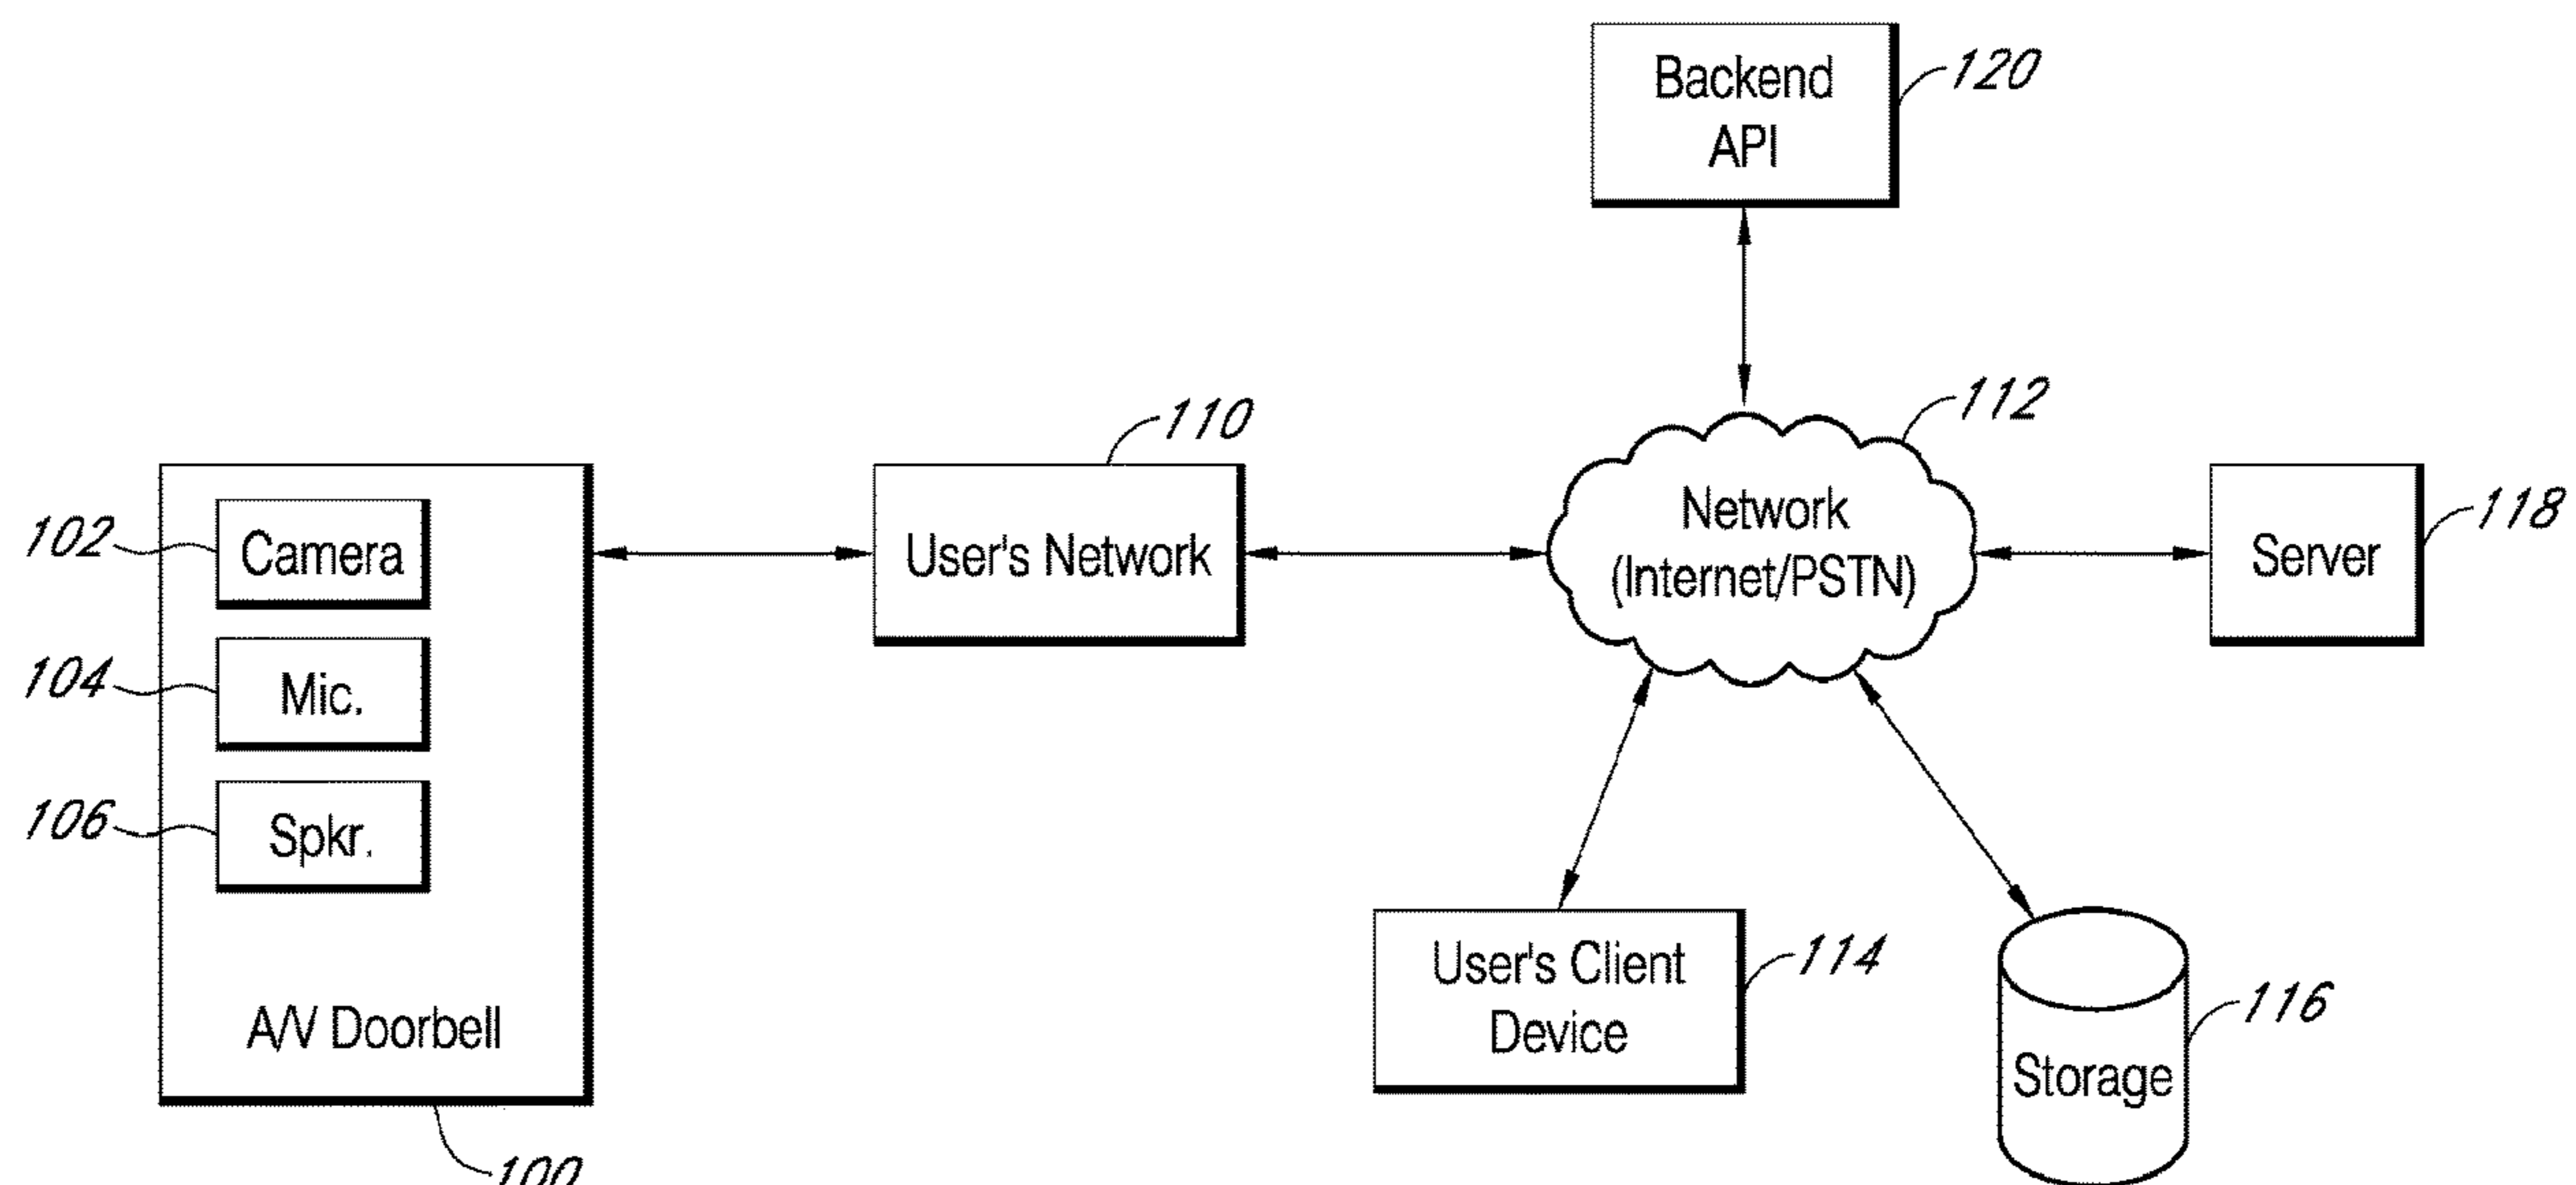 Backend
API
120
112
110
Network
(Internet/PSTN)
118
Server
User's Network
102
Camera
104
Mic.
106
Spkr.
A/V Doorbell
100
User's Client
Device
114
116
Storage